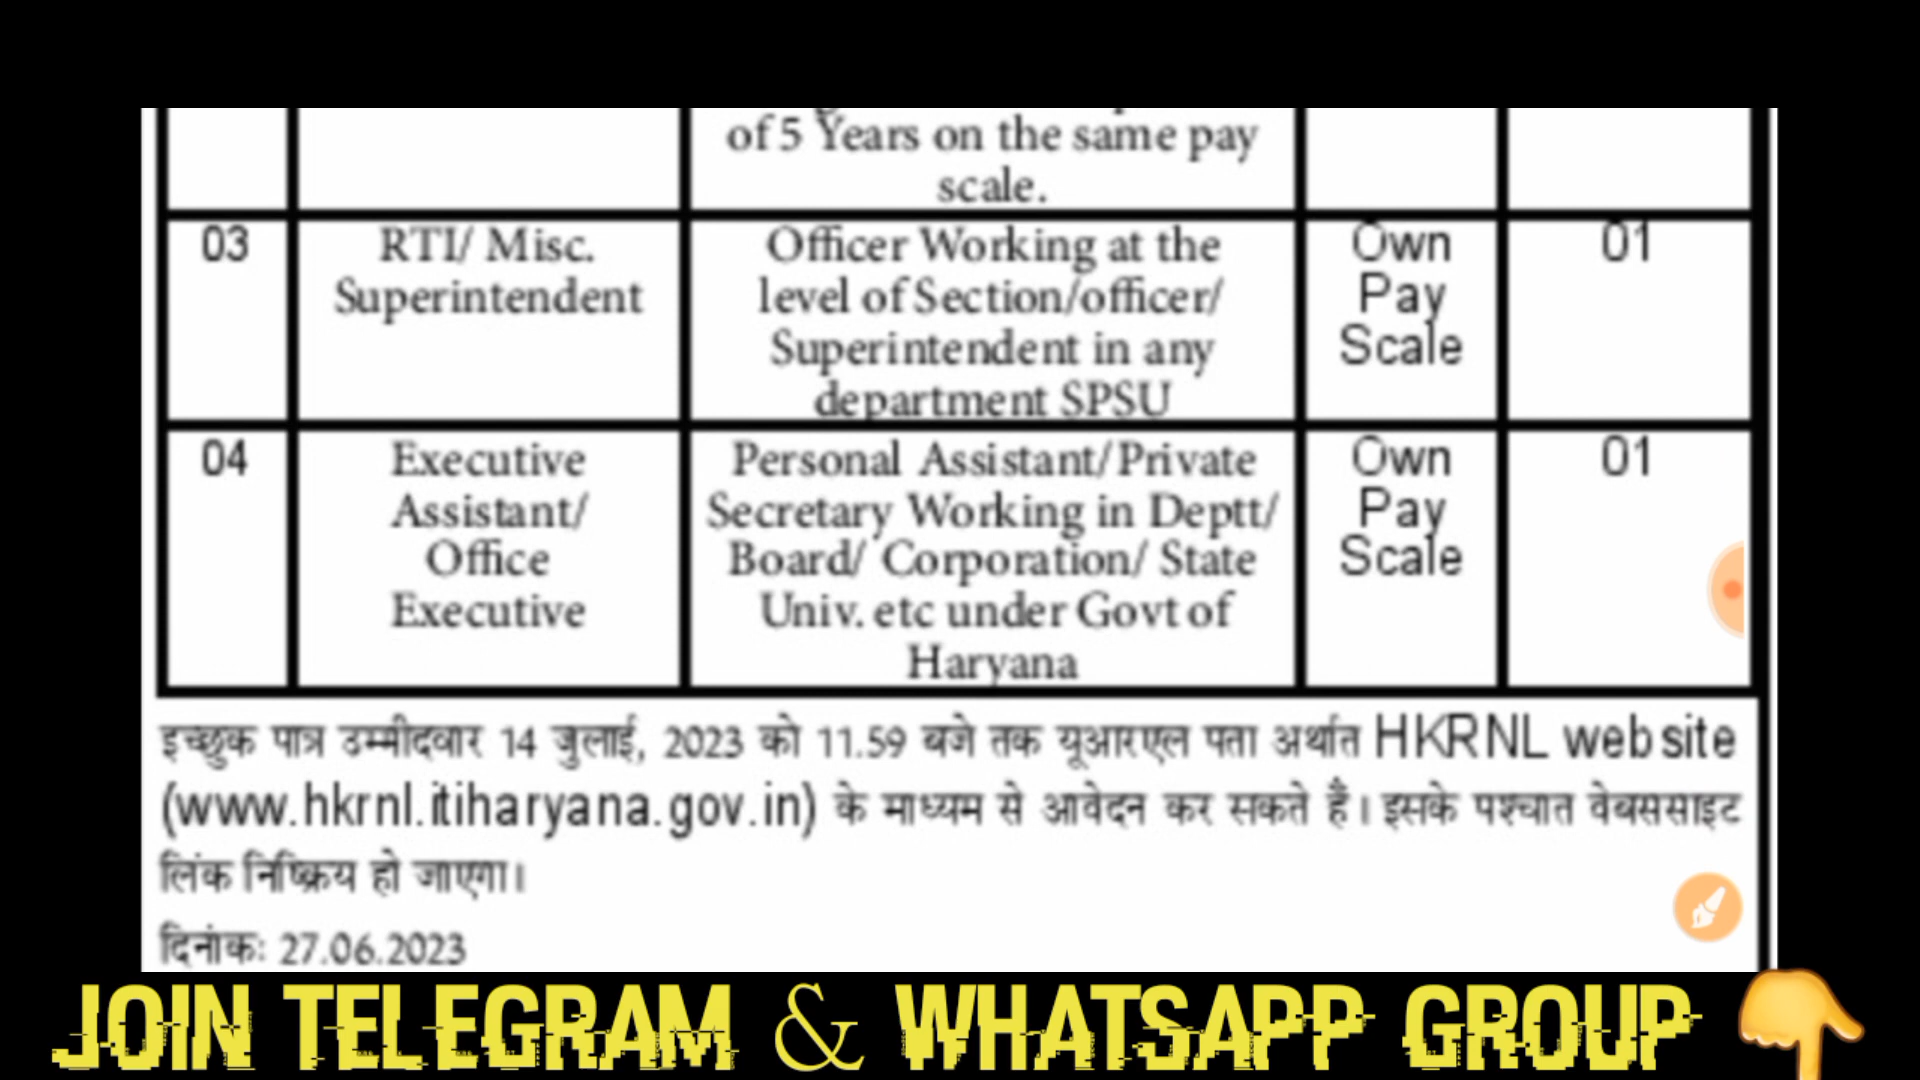 of 5 Years on the same pay
scale.
03
RTI/ Misc.
Superintendent
Officer Working at the
level of Section/officer/
Superintendent in any
department SPSU
Own
Pay
Scale
01
04
Executive
Assistant/
Office
Executive
Personal Assistant/Private
Secretary Working in Deptt/
Board/ Corporation/ State
Univ. etc under Govt of
Haryana
Own
Pay
Scale
01
इच्छुक पात्र उम्मीदवार 14 जुलाई, 2023 को 11.59 बजे तक यूआरएल पता अर्थात HKRNL website
(www.hkrnl.itiharyana.gov.in) के माध्यम से आवेदन कर सकते हैं। इसके पश्चात वेबससाइट
लिंक निष्क्रिय हो जाएगा।
दिनांकः 27.06.2023
JOIN TELEGRAM & WHATSAPP GROUP